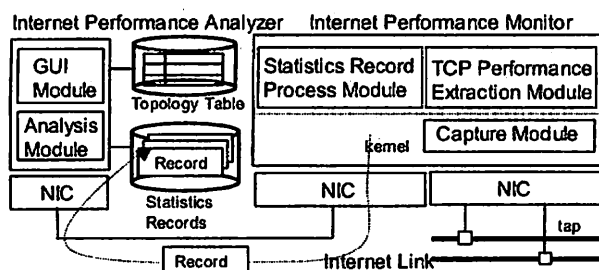 Internet Performance Analyzer
Internet Performance Monitor
GUI
Module
Topology Table
Analysis
Module
Record
Statistics
Records
NIC
Statistics Record
Process Module
TCP Performance
Extraction Module
Capture Module
kernel
NIC
NIC
tap
Internet Link
Record